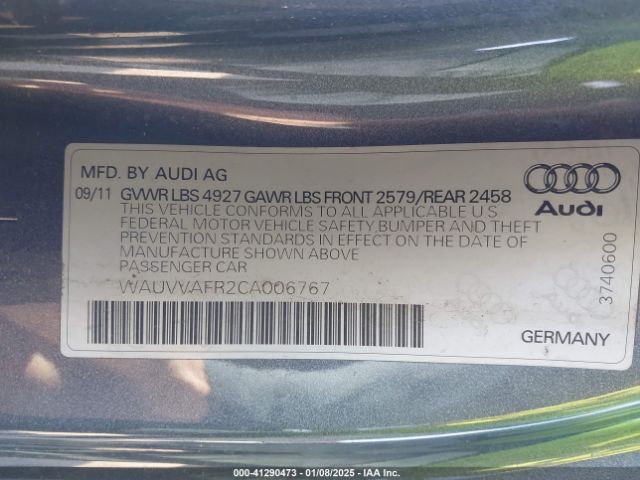 MFD. BY AUDI AG
09/11 GVWR LBS 4927 GAWR LBS FRONT 2579/REAR 2458
THIS VEHICLE CONFORMS TO ALL APPLICABLE U S
FEDERAL MOTOR VEHICLE SAFETY, BUMPER AND THEFT
PREVENTION STANDARDS IN EFFECT ON THE DATE OF
MANUFACTURE SHOWN ABOVE
PASSENGER CAR
WAUVVAFR2CA006767
Audi
3740600
GERMANY
000-41290473 - 01/08/2025 - IAA Inc.